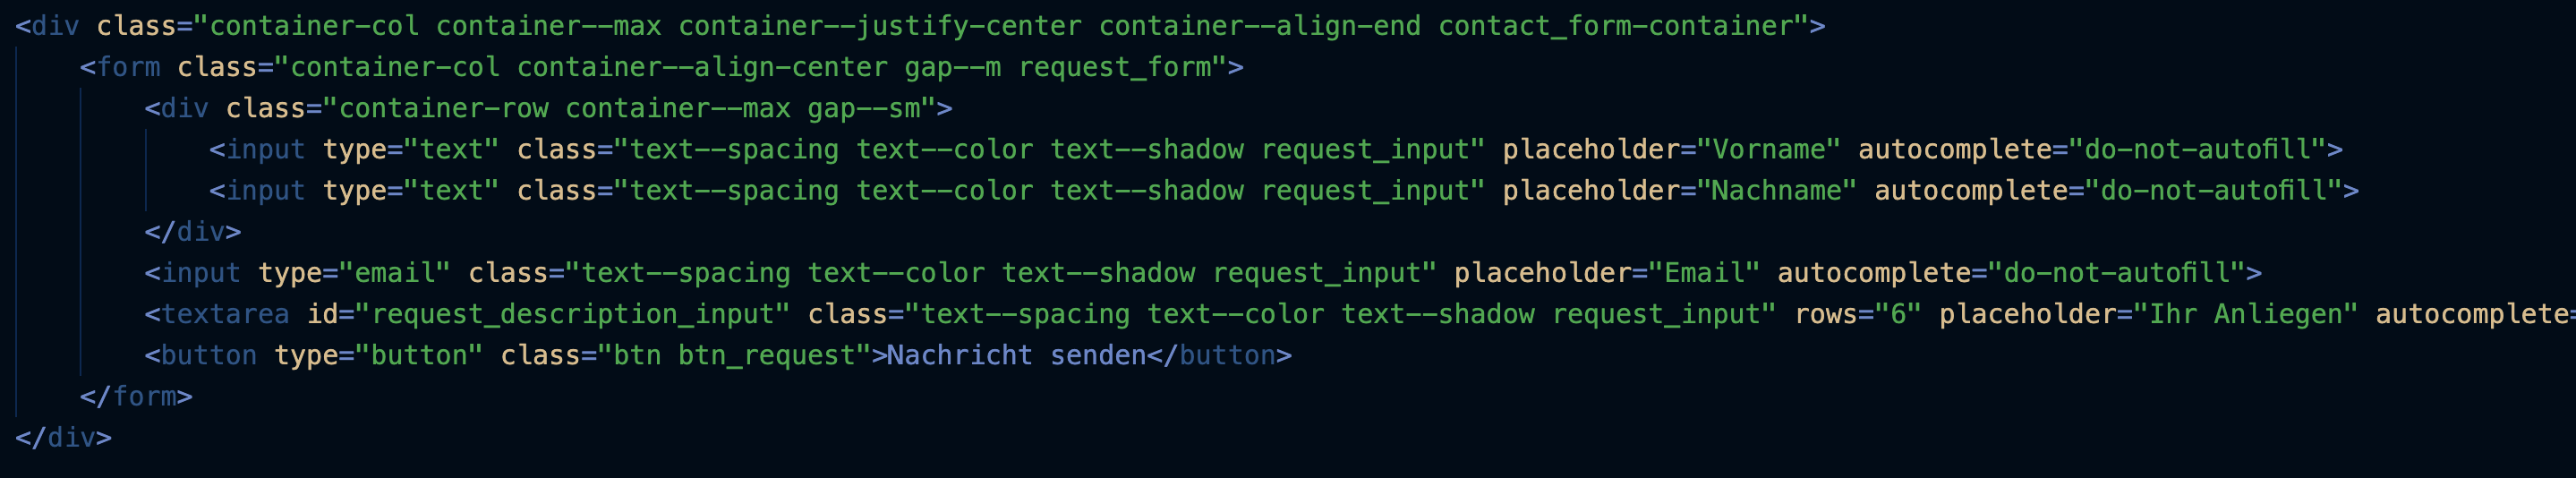 <div class="container-col container--max container--justify-center container--align-end contact_form-container">
<form class="container-col container--align-center gap--m request_form">
<div class="container-row container--max gap--sm">
<input type="text" class="text--spacing text--color text--shadow request_input" placeholder="Vorname" autocomplete="do-not-autofill">
<input type="text" class="text--spacing text--color text--shadow request_input" placeholder="Nachname" autocomplete="do-not-autofill">
</div>
<input type="email" class="text--spacing text--color text--shadow request_input" placeholder="Email" autocomplete="do-not-autofill">
<textarea id="request_description_input" class="text--spacing text--color text--shadow request_input" rows="6" placeholder="Ihr Anliegen" autocomplete=
<button type="button" class="btn btn_request">Nachricht senden</button>
</form>
</div>